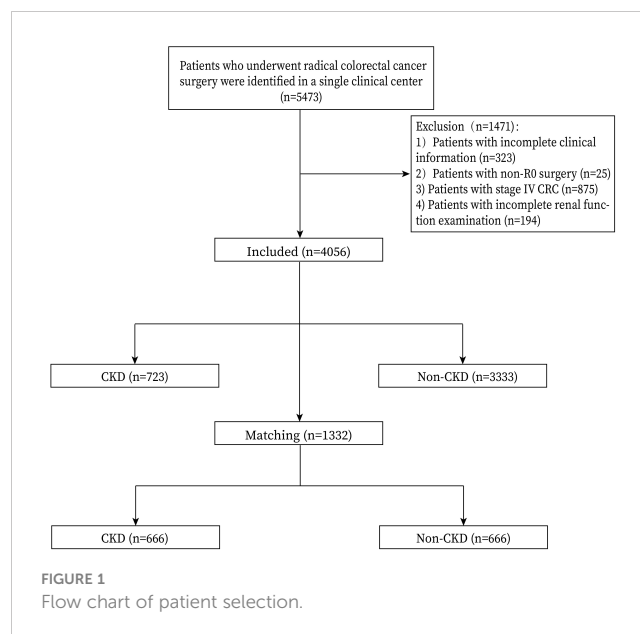 Patients who underwent radical colorectal cancer
surgery were identified in a single clinical center
(n=5473)
Exclusion（n=1471）:
1）Patients with incomplete clinical
information (n=323)
2）Patients with non-R0 surgery (n=25)
3) Patients with stage IV CRC (n=875)
4) Patients with incomplete renal func-
tion examination (n=194)
Included (n=4056)
CKD (n=723)
Non-CKD (n=3333)
Matching (n=1332)
CKD (n=666)
Non-CKD (n=666)
FIGURE 1
Flow chart of patient selection.